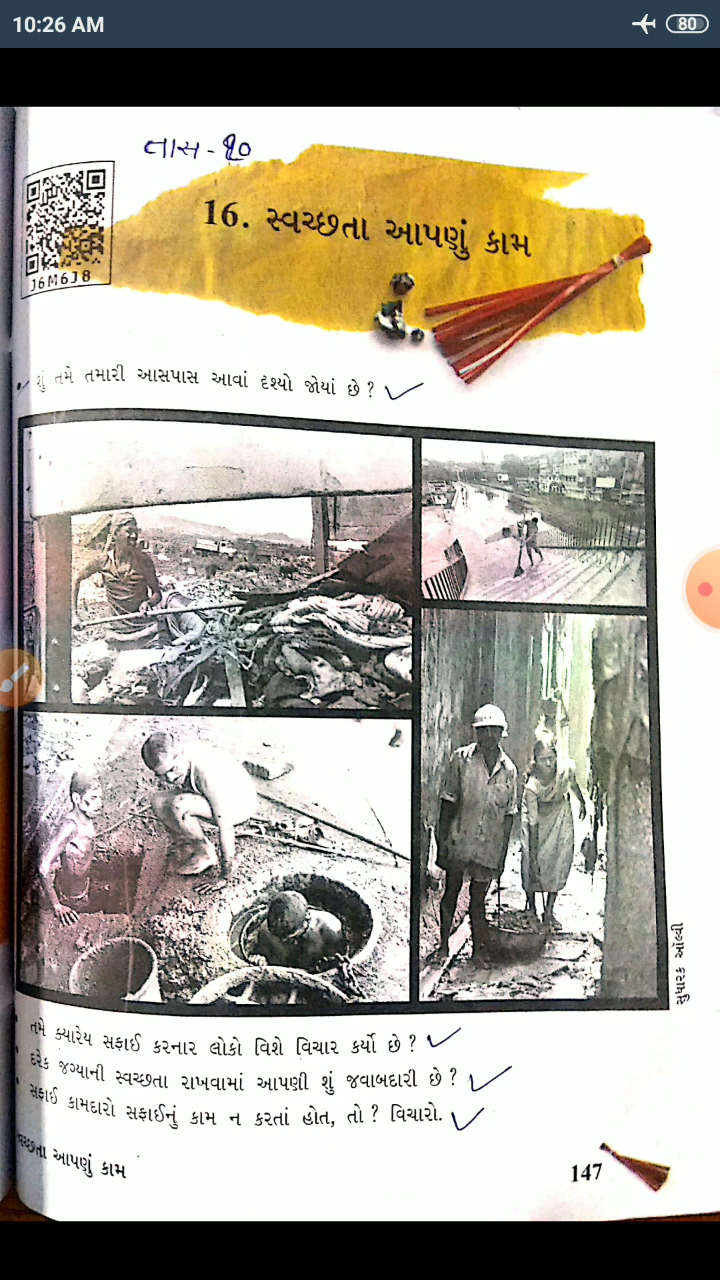 10:26 AM
80
તાસ - ૧૦
J6M6J8
16. સ્વચ્છતા આપણું કામ
શું તમે તમારી આસપાસ આવાં દૃશ્યો જોયાં છે ?
સુધારક ઓલ્વી
તમે ક્યારેય સફાઈ કરનાર લોકો વિશે વિચાર કર્યો છે ?
દરેક જગ્યાની સ્વચ્છતા રાખવામાં આપણી શું જવાબદારી છે ?
સફાઈ કામદારો સફાઈનું કામ ન કરતાં હોત, તો ? વિચારો.
સ્વચ્છતા આપણું કામ
147